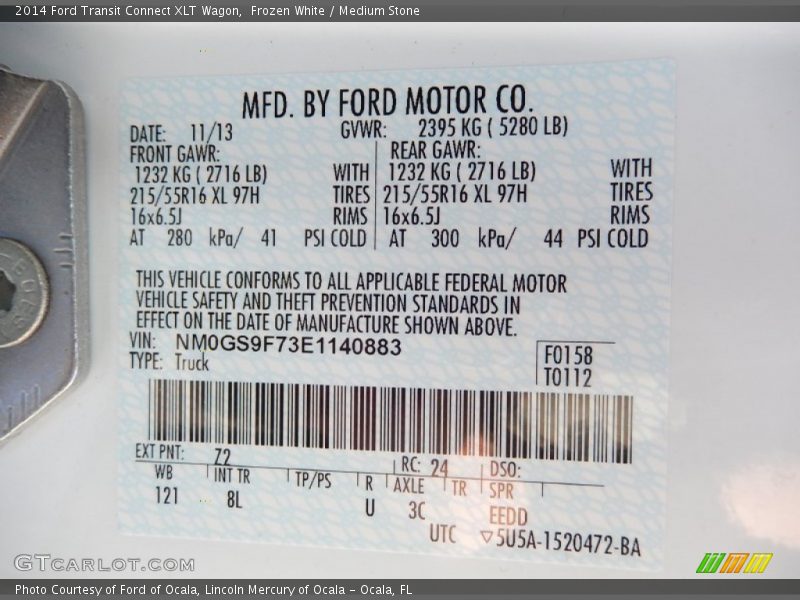 2014 Ford Transit Connect XLT Wagon,  Frozen White / Medium Stone
MFD. BY FORD MOTOR CO.
DATE: 11/13 GVWR: 2395 KG ( 5280 LB)
FRONT GAWR: REAR GAWR:
1232 KG ( 2716 LB) WITH 1232 KG ( 2716 LB) WITH
215/55R16 XL 97H TIRES 215/55R16 XL 97H TIRES
16x6.5J RIMS 16x6.5J RIMS
AT 280 kPa/ 41 PSI COLD AT 300 kPa/ 44 PSI COLD
THIS VEHICLE CONFORMS TO ALL APPLICABLE FEDERAL MOTOR
VEHICLE SAFETY AND THEFT PREVENTION STANDARDS IN
EFFECT ON THE DATE OF MANUFACTURE SHOWN ABOVE.
VIN: NM0GS9F73E1140883
TYPE: Truck
F0158
T0112
EXT PNT: Z2 RC: 24 DSO:
WB INT TR TP/PS R AXLE TR SPR
121 8L U 3C EEDD
UTC ▽5U5A-1520472-BA
GTCARLOT.COM
Photo Courtesy of Ford of Ocala, Lincoln Mercury of Ocala – Ocala, FL